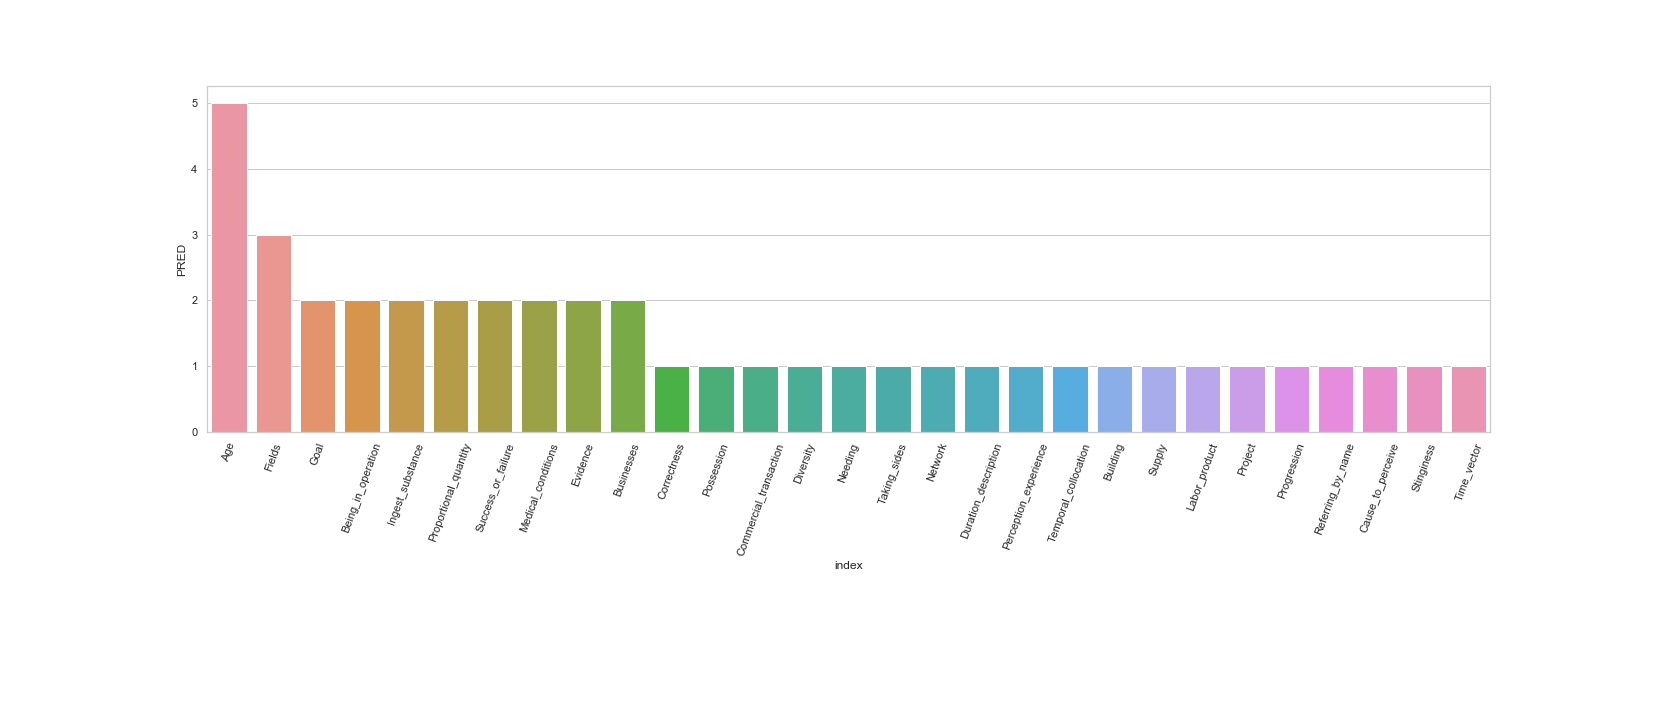 5
4
3
2
1
0
PRED
Age
Fields
Goal
Being_in_operation
Ingest_substance
Proportional_quantity
Success_or_failure
Medical_conditions
Evidence
Businesses
Correctness
Possession
Commercial_transaction
Diversity
Needing
Taking_sides
Network
Duration_description
Perception_experience
Temporal_collocation
Building
Supply
Labor_product
Project
Progression
Referring_by_name
Cause_to_perceive
Stinginess
Time_vector
index